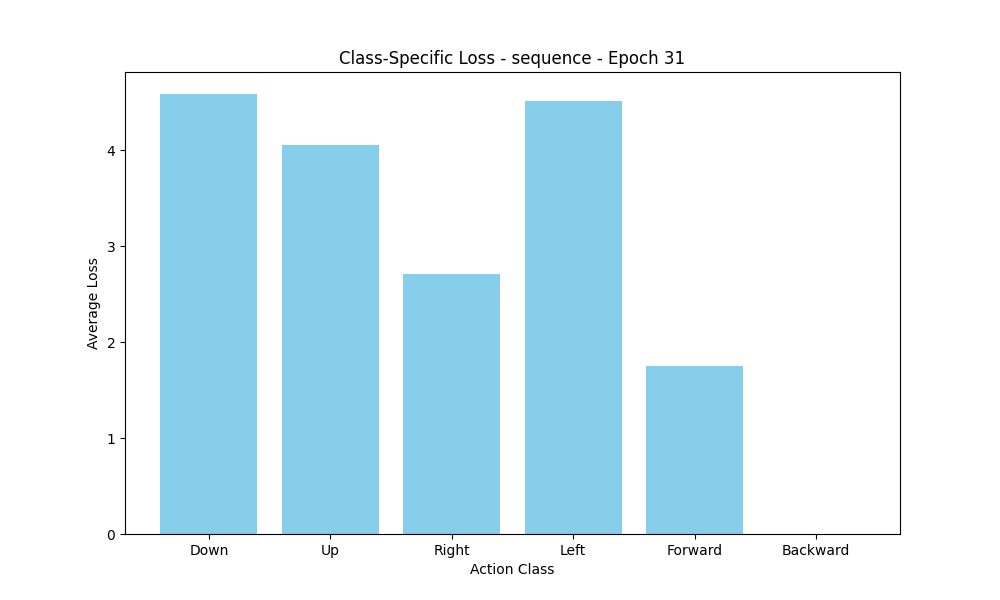 Class-Specific Loss - sequence - Epoch 31
Average Loss
4
3
2
1
0
Down Up Right Left Forward Backward
Action Class